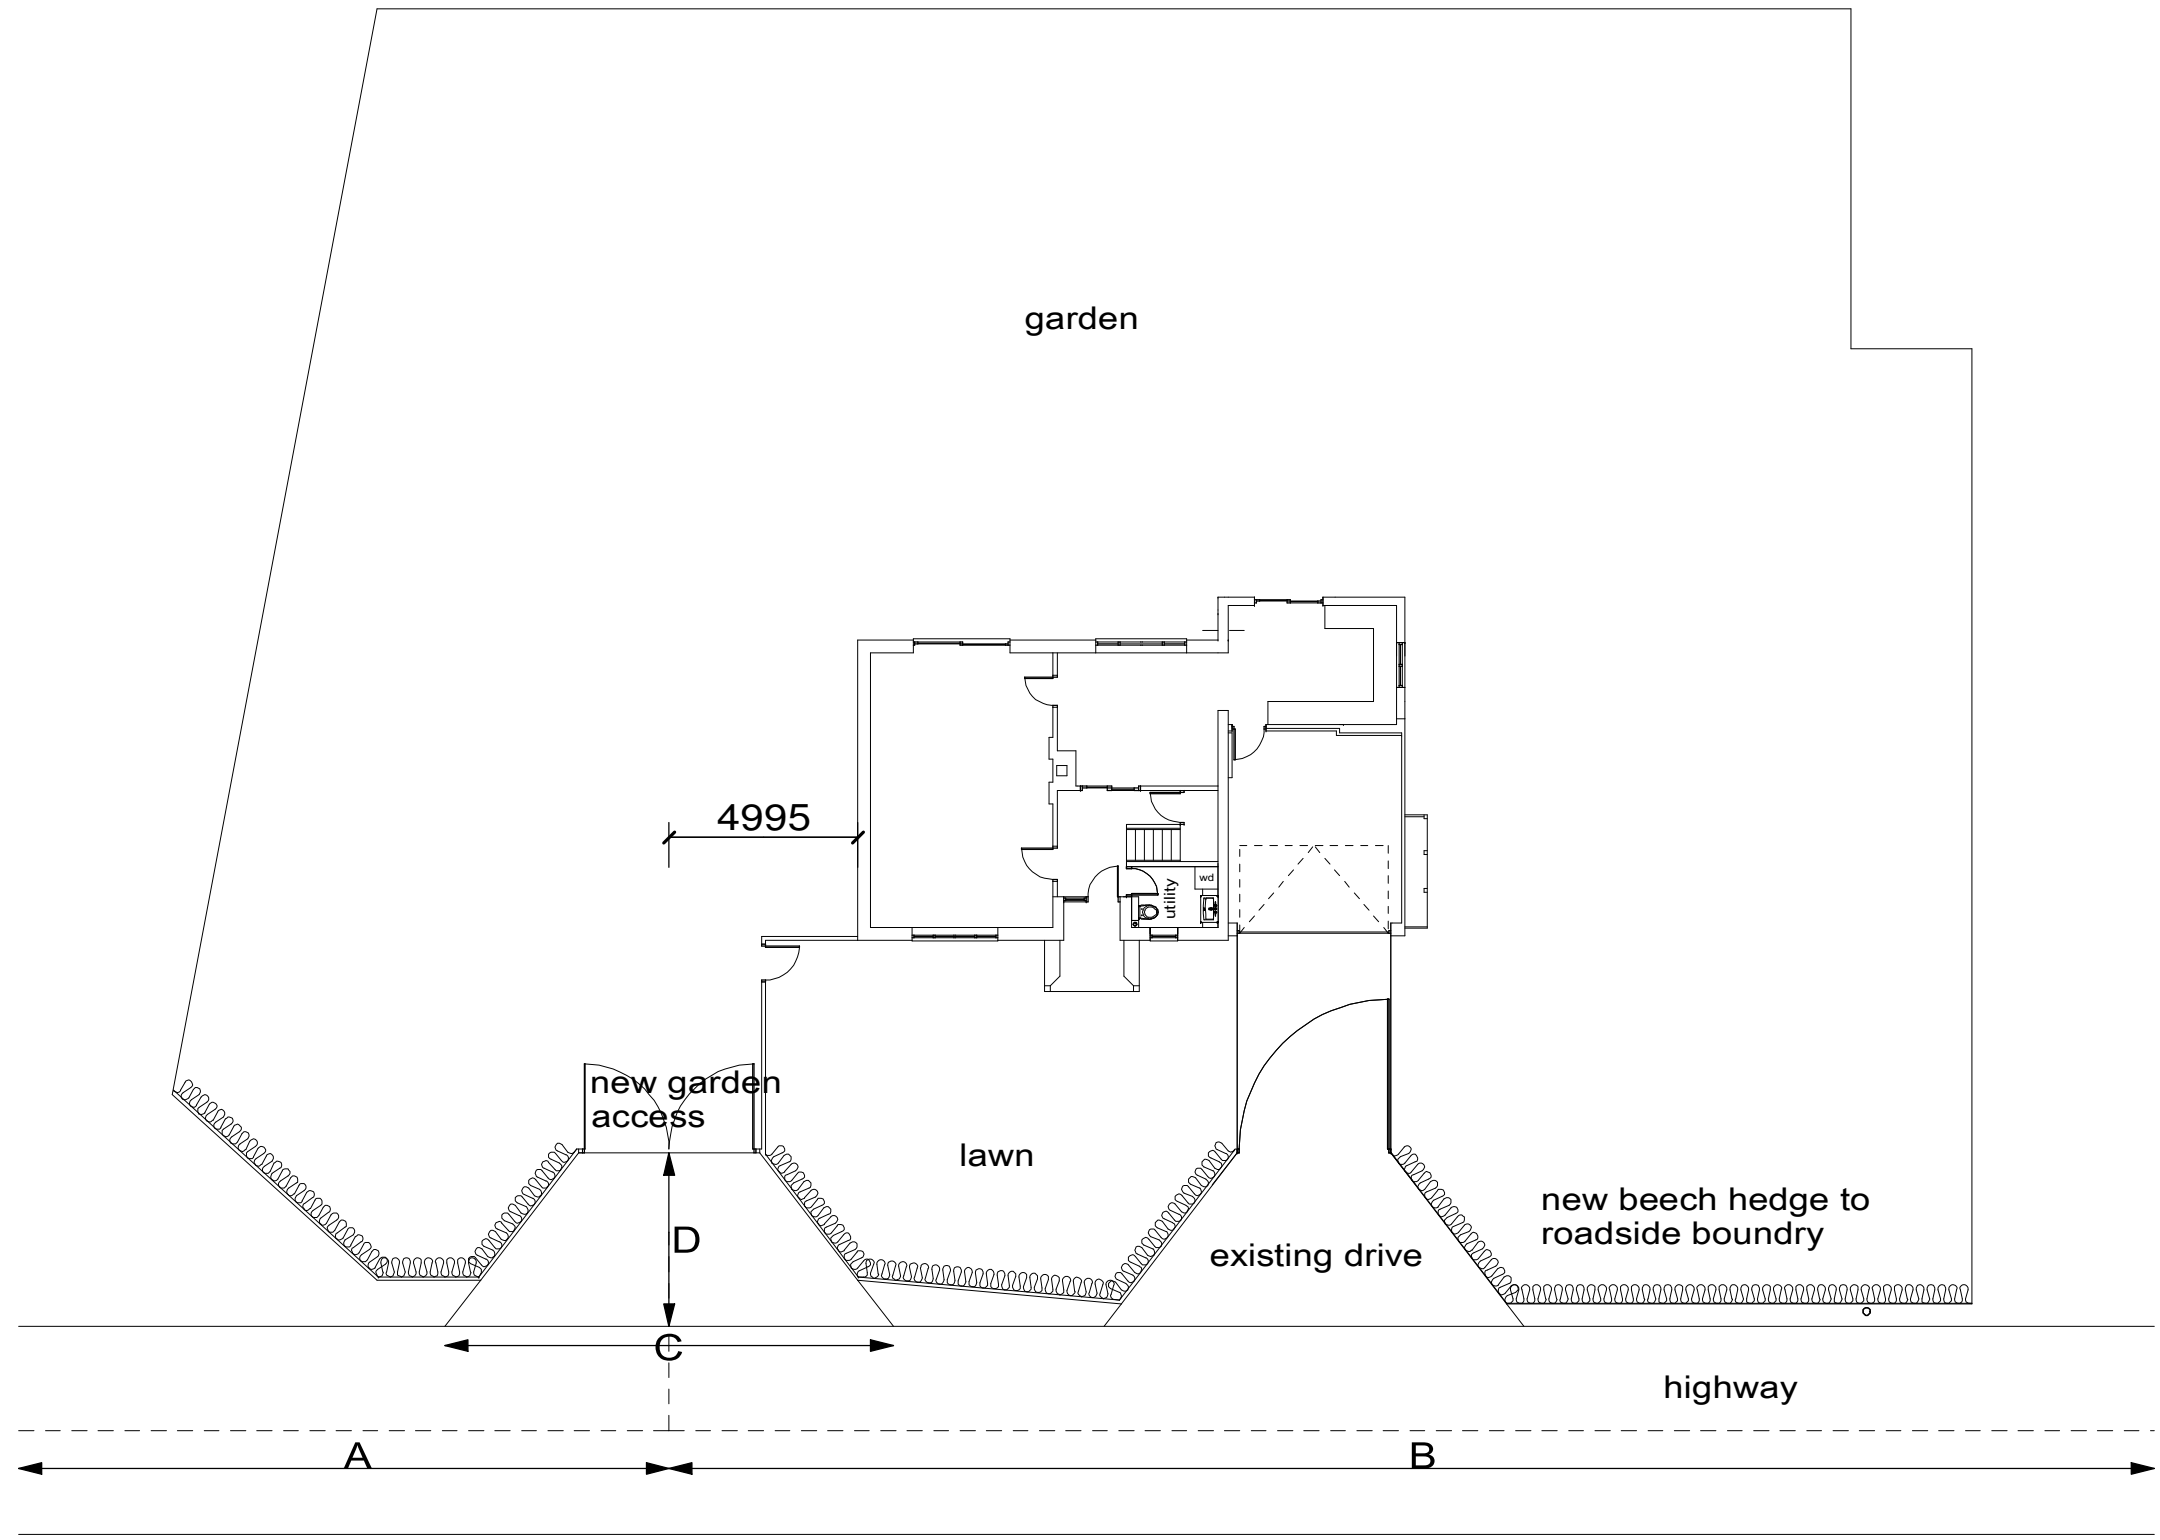 garden
4995
wd
utility
new garden
access
lawn
new beech hedge to
roadside boundry
D
existing drive
C
highway
A
B